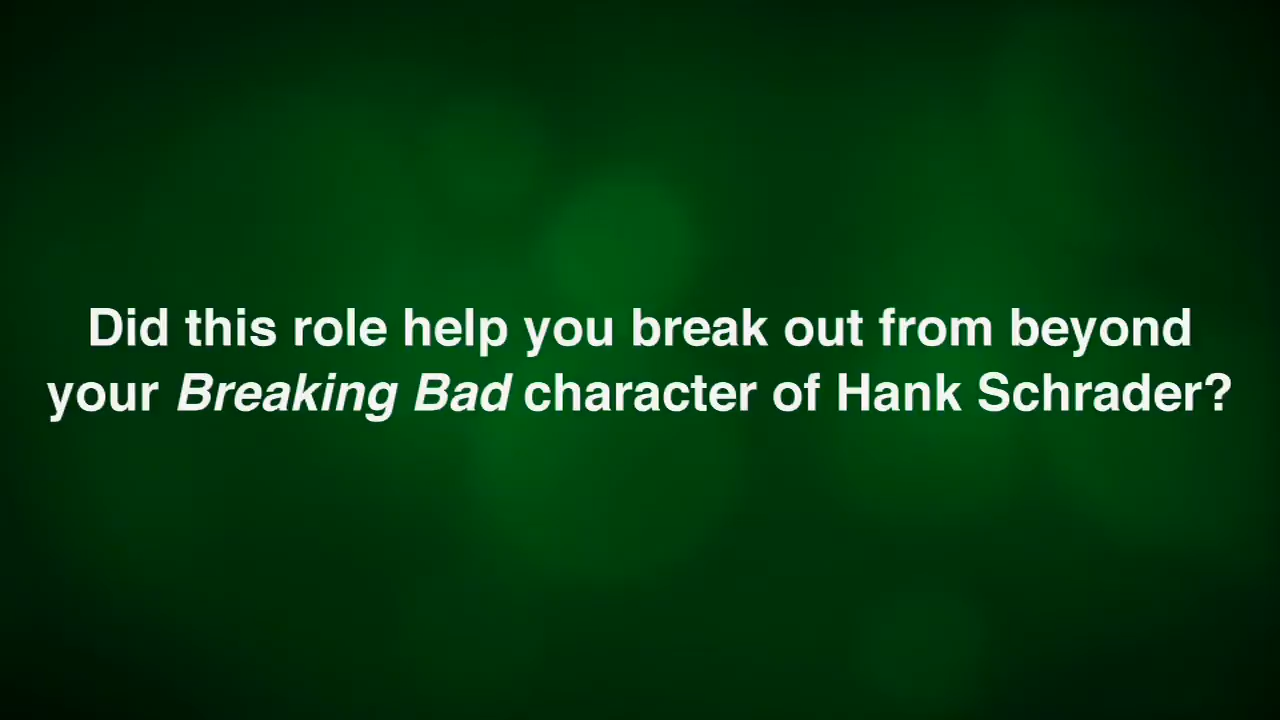 Did this role help you break out from beyond
your Breaking Bad character of Hank Schrader?